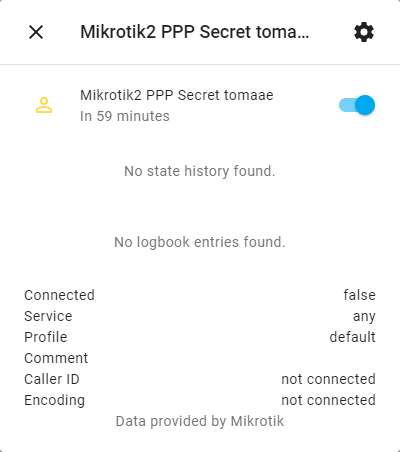 Mikrotik2 PPP Secret toma...
Mikrotik2 PPP Secret tomaae
In 59 minutes
No state history found.
No logbook entries found.
Connected false
Service any
Profile default
Comment
Caller ID not connected
Encoding not connected
Data provided by Mikrotik